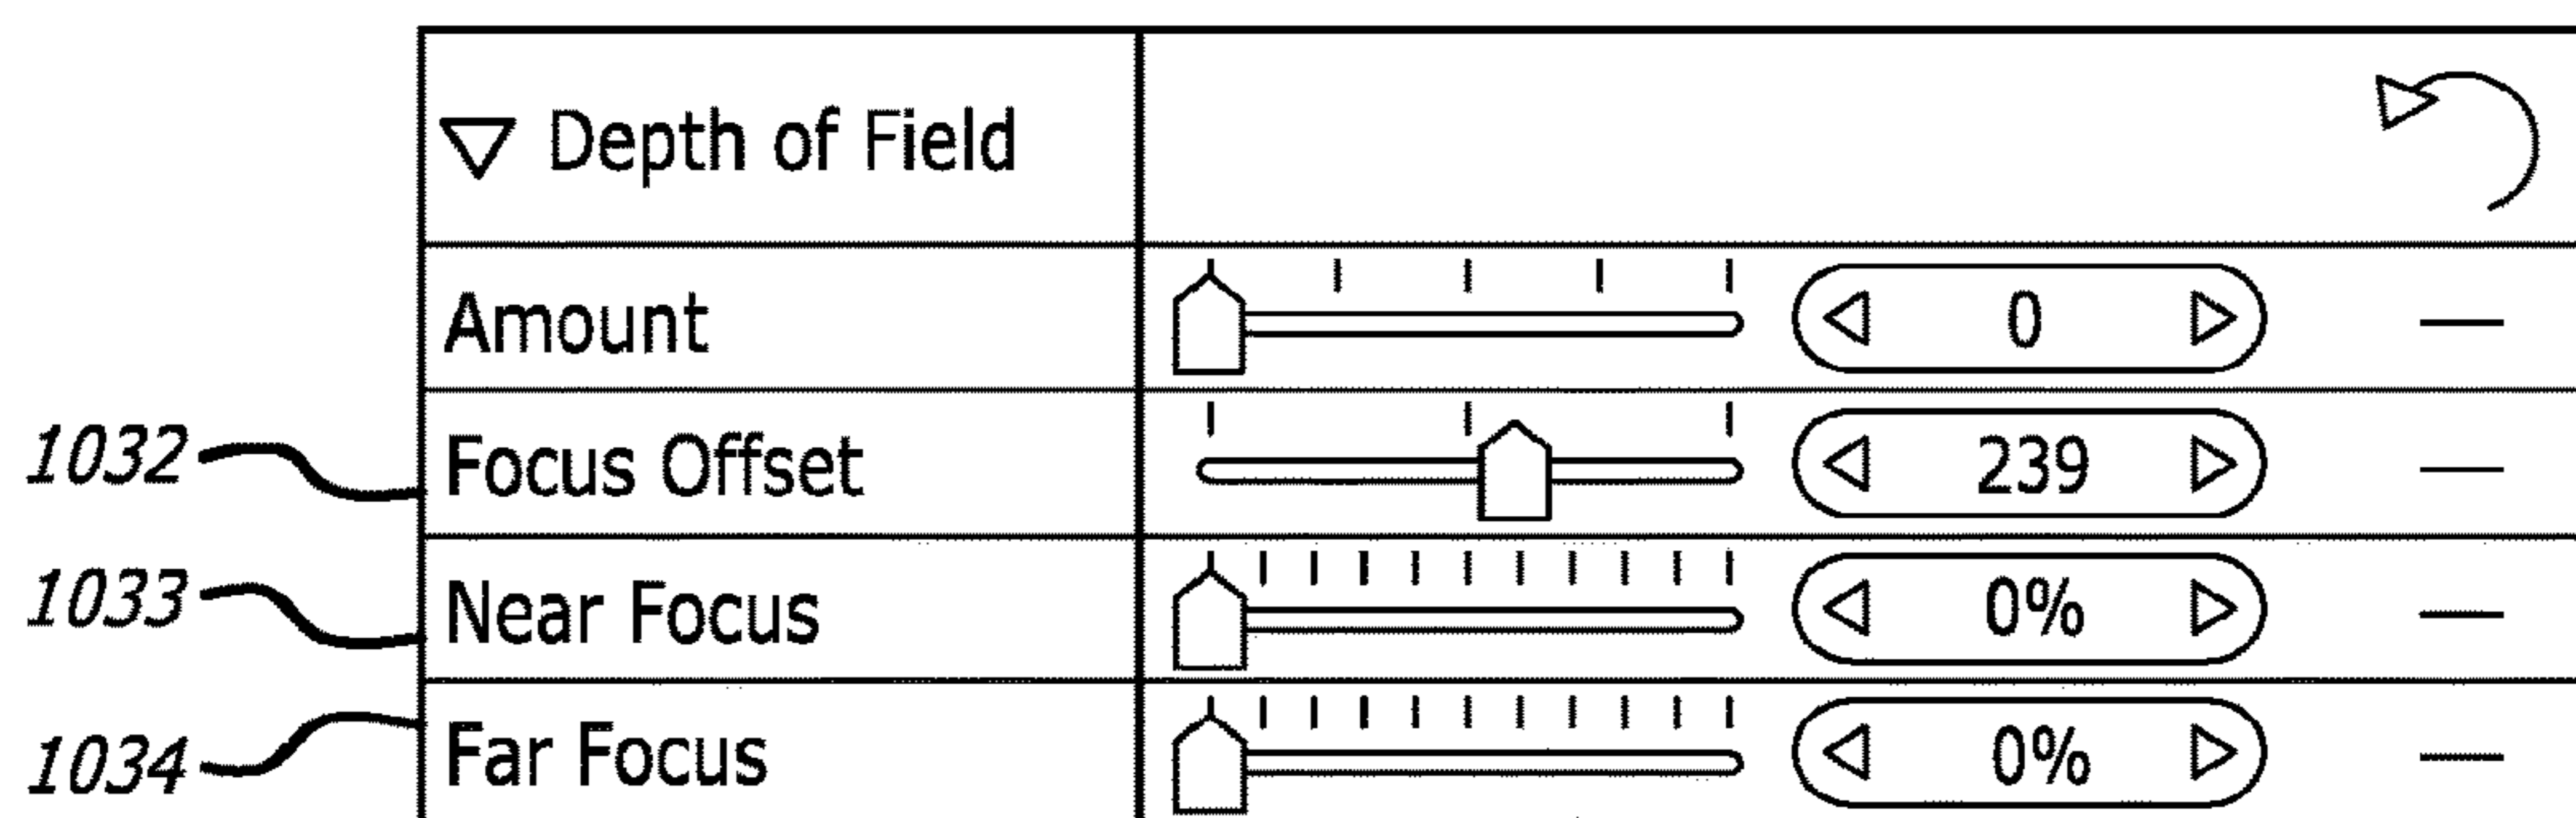 Depth of Field
Amount 0
1032 Focus Offset 239
1033 Near Focus 0%
1034 Far Focus 0%